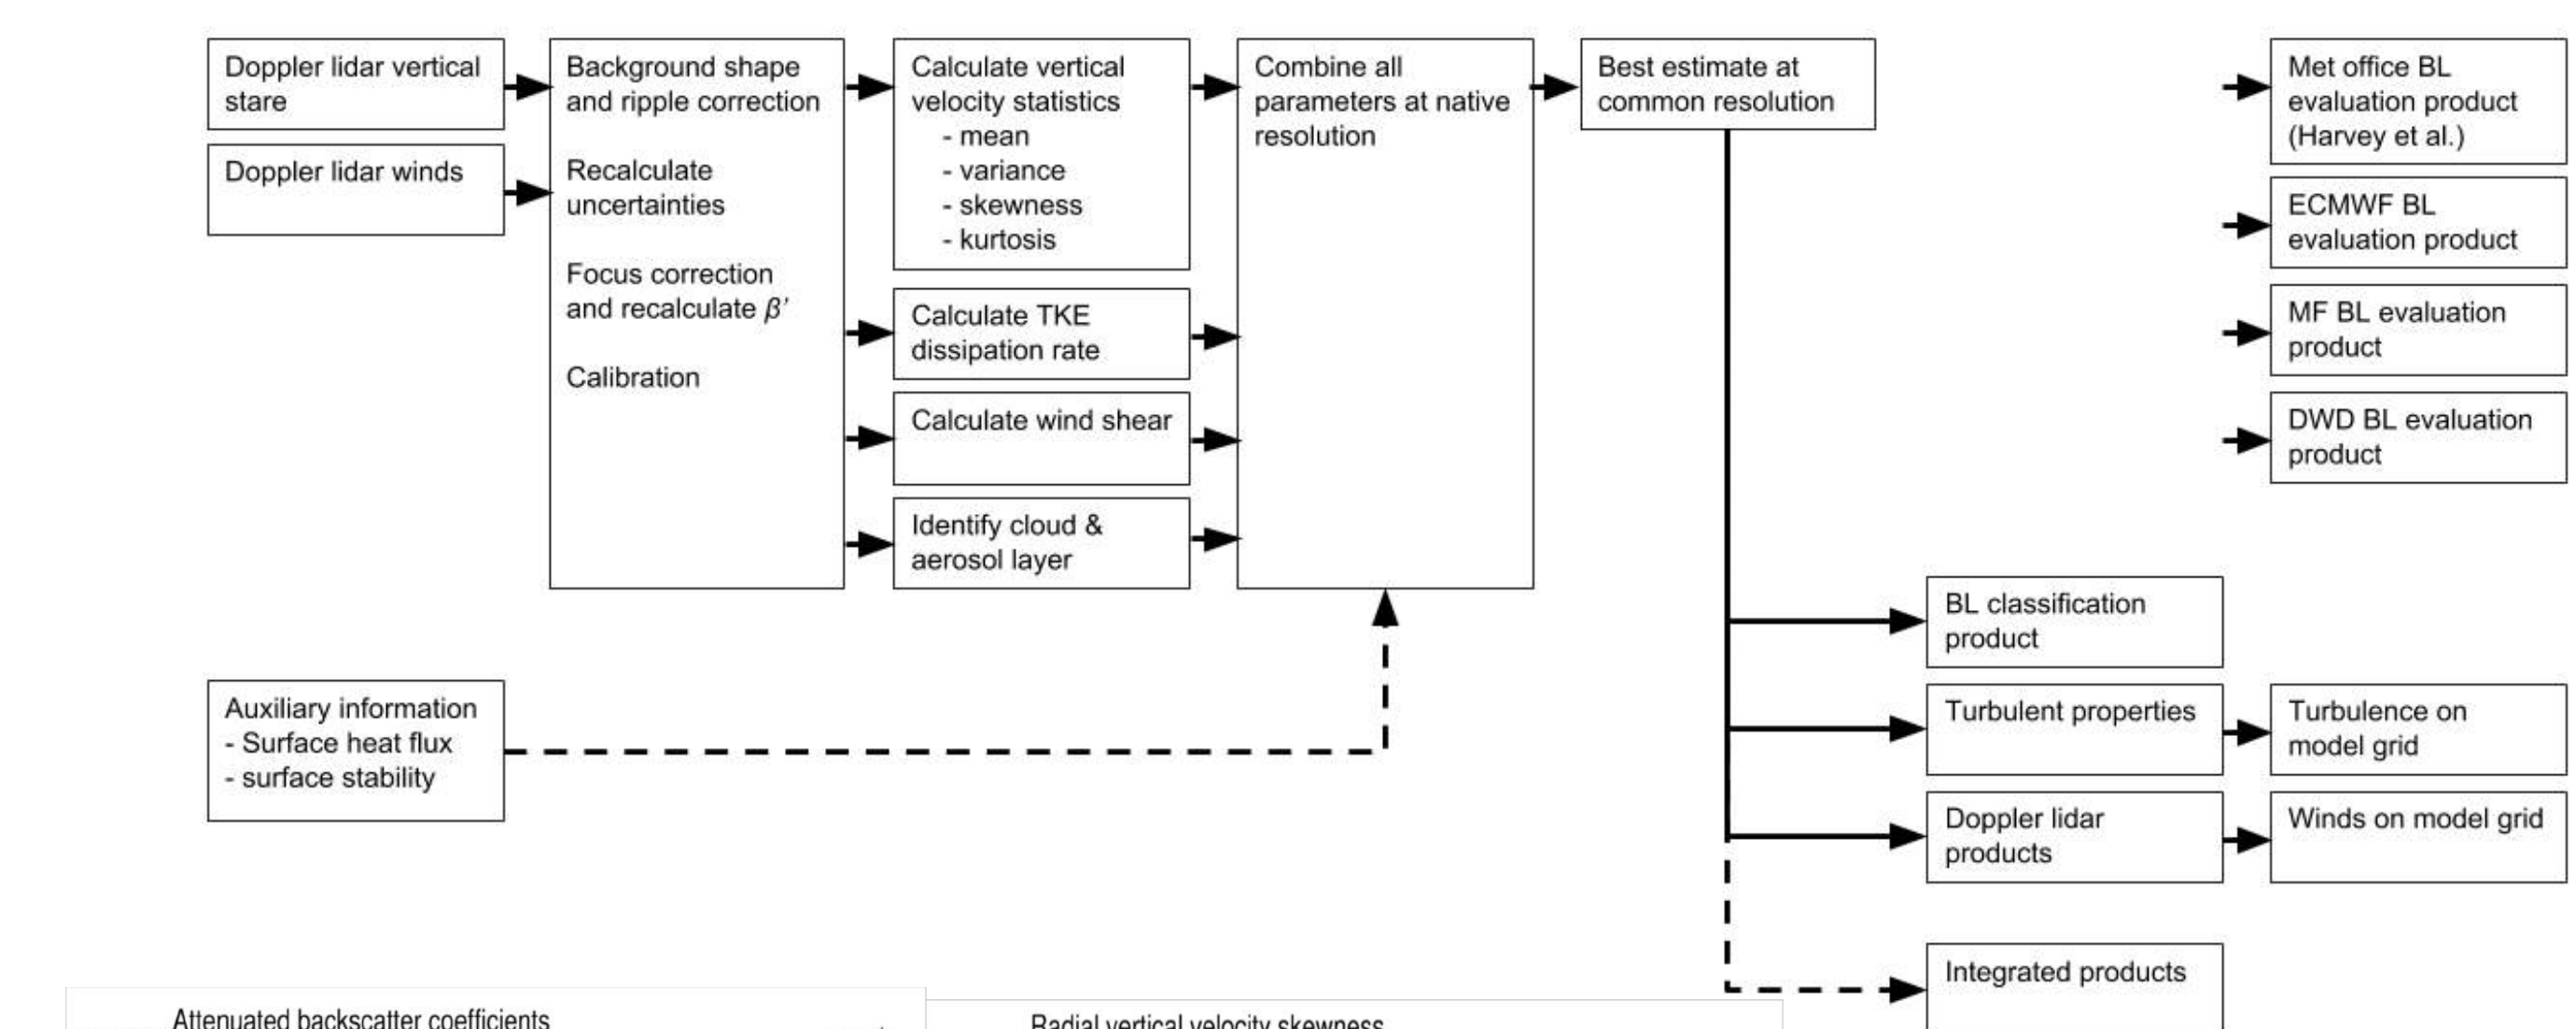 Doppler lidar vertical
stare
Doppler lidar winds
Background shape
and ripple correction
Recalculate
uncertainties
Focus correction
and recalculate β′
Calibration
Calculate vertical
velocity statistics
- mean
- variance
- skewness
- kurtosis
Calculate TKE
dissipation rate
Calculate wind shear
Identify cloud &
aerosol layer
Combine all
parameters at native
resolution
Best estimate at
common resolution
Met office BL
evaluation product
(Harvey et al.)
ECMWF BL
evaluation product
MF BL evaluation
product
DWD BL evaluation
product
Auxiliary information
- Surface heat flux
- surface stability
BL classification
product
Turbulent properties
Turbulence on
model grid
Doppler lidar
products
Winds on model grid
Integrated products
Attenuated backscatter coefficients
Radial vertical velocity skewness